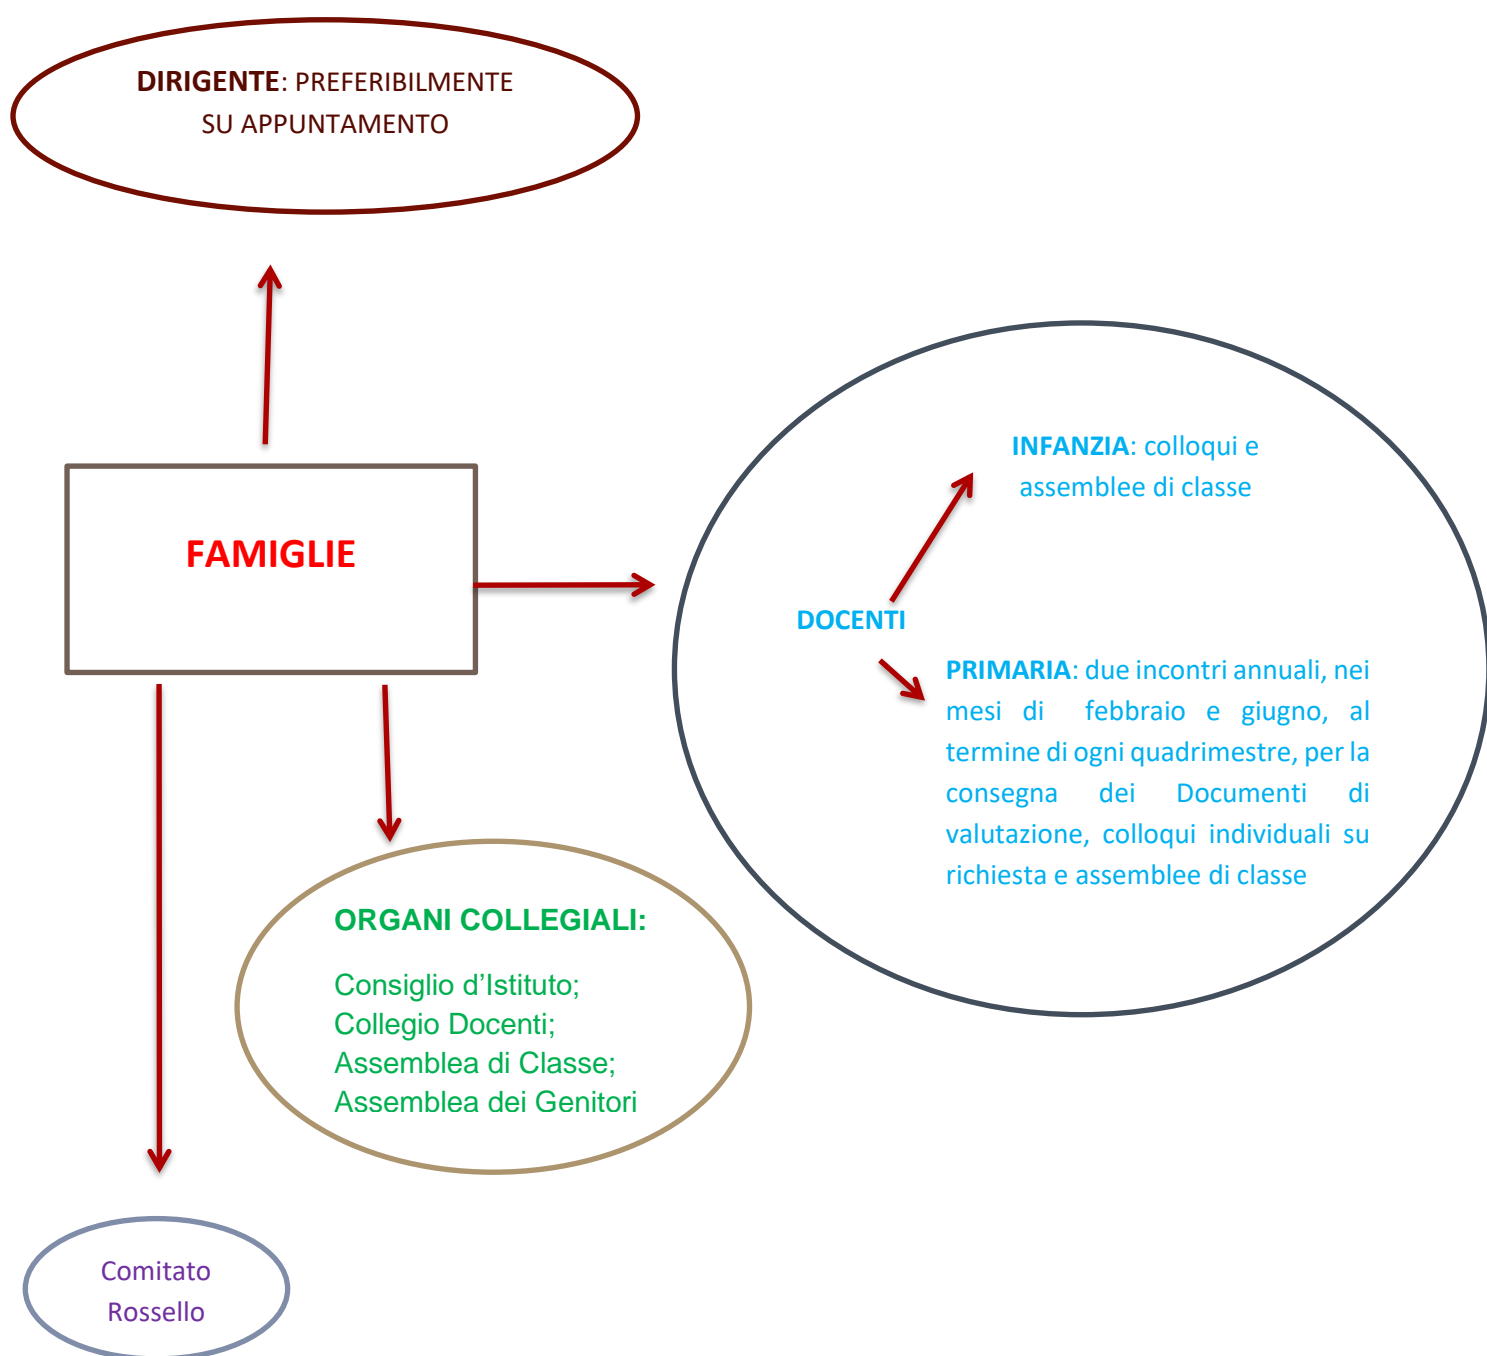 DIRIGENTE: PREFERIBILMENTE
SU APPUNTAMENTO
INFANZIA: colloqui e
assemblee di classe
FAMIGLIE
DOCENTI
PRIMARIA: due incontri annuali, nei
mesi di febbraio e giugno, al
termine di ogni quadrimestre, per la
consegna dei Documenti di
valutazione, colloqui individuali su
richiesta e assemblee di classe
ORGANI COLLEGIALI:
Consiglio d’Istituto;
Collegio Docenti;
Assemblea di Classe;
Assemblea dei Genitori
Comitato
Rossello